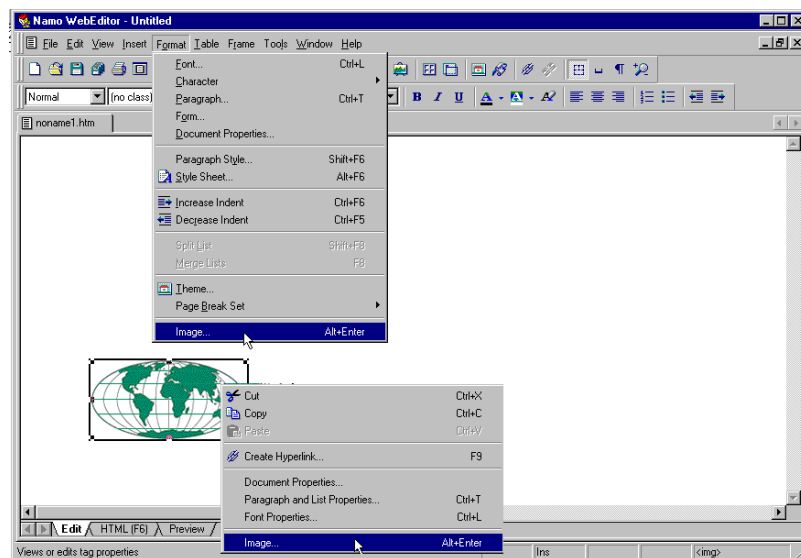 Namo WebEditor - Untitled
File Edit View Insert Format Table Frame Tools Window Help
Font... Ctrl+L
Character
Normal (no class) Paragraph... Ctrl+T B I U A A A
Form...
noname1.htm Document Properties...
Paragraph Style... Shift+F6
Style Sheet... Alt+F6
Increase Indent Ctrl+F6
Decrease Indent Ctrl+F5
Split List Shift+F8
Merge Lists F8
Theme...
Page Break Set
Image... Alt+Enter
Cut Ctrl+X
Copy Ctrl+C
Paste Ctrl+V
Create Hyperlink... F9
Document Properties...
Paragraph and List Properties... Ctrl+T
Font Properties... Ctrl+L
Image... Alt+Enter
Edit HTML (F6) Preview
Views or edits tag properties Ins <img>